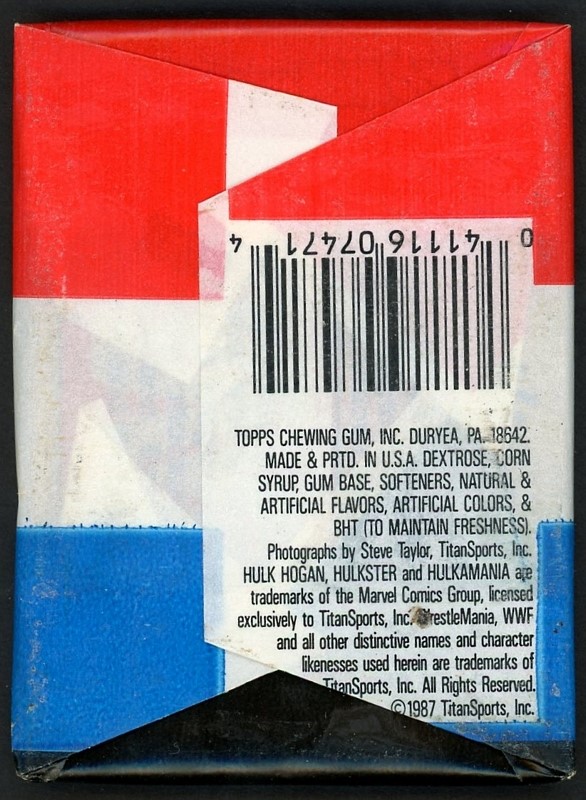 0 41116 07471 4
TOPPS CHEWING GUM, INC. DURYEA, PA. 18642.
MADE & PRTD. IN U.S.A. DEXTROSE, CORN
SYRUP, GUM BASE, SOFTENERS, NATURAL &
ARTIFICIAL FLAVORS, ARTIFICIAL COLORS, &
BHT (TO MAINTAIN FRESHNESS).
Photographs by Steve Taylor, TitanSports, Inc.
HULK HOGAN, HULKSTER and HULKAMANIA are
trademarks of the Marvel Comics Group, licensed
exclusively to TitanSports, Inc. WrestleMania, WWF
and all other distinctive names and character
likenesses used herein are trademarks of
TitanSports, Inc. All Rights Reserved.
©1987 TitanSports, Inc.